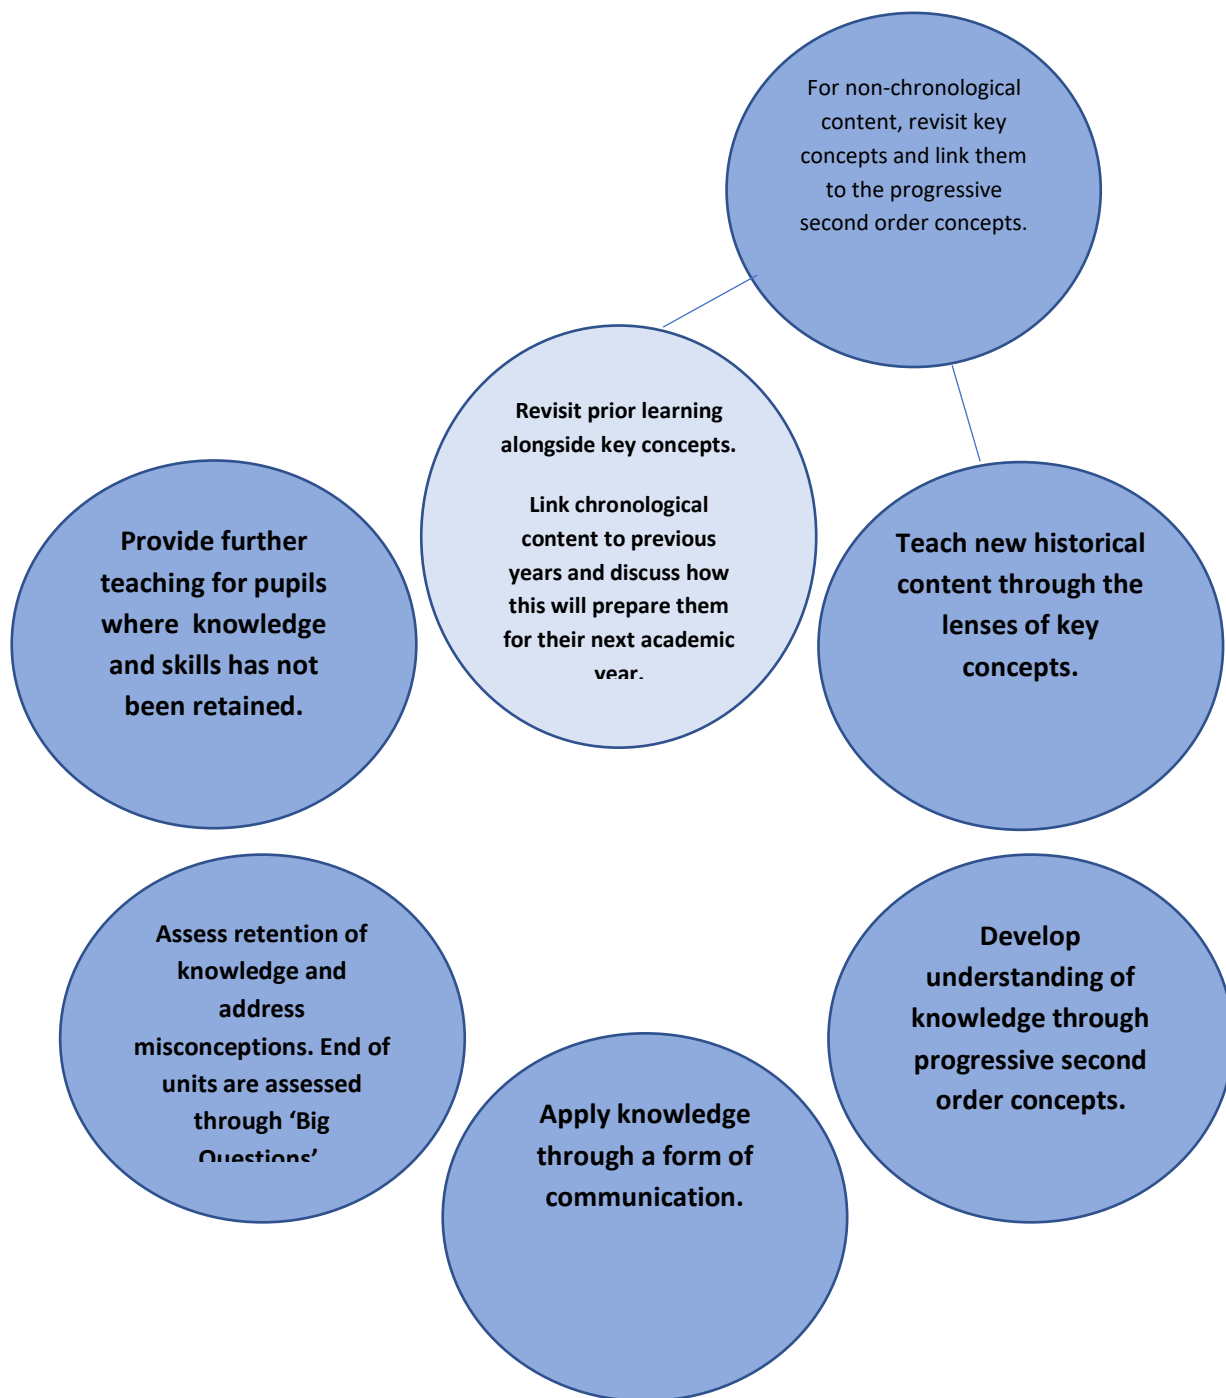 For non-chronological
content, revisit key
concepts and link them
to the progressive
second order concepts.
Revisit prior learning
alongside key concepts.
Link chronological
content to previous
years and discuss how
this will prepare them
for their next academic
year.
Teach new historical
content through the
lenses of key
concepts.
Develop
understanding of
knowledge through
progressive second
order concepts.
Apply knowledge
through a form of
communication.
Assess retention of
knowledge and
address
misconceptions. End of
units are assessed
through ‘Big
Questions’
Provide further
teaching for pupils
where knowledge
and skills has not
been retained.